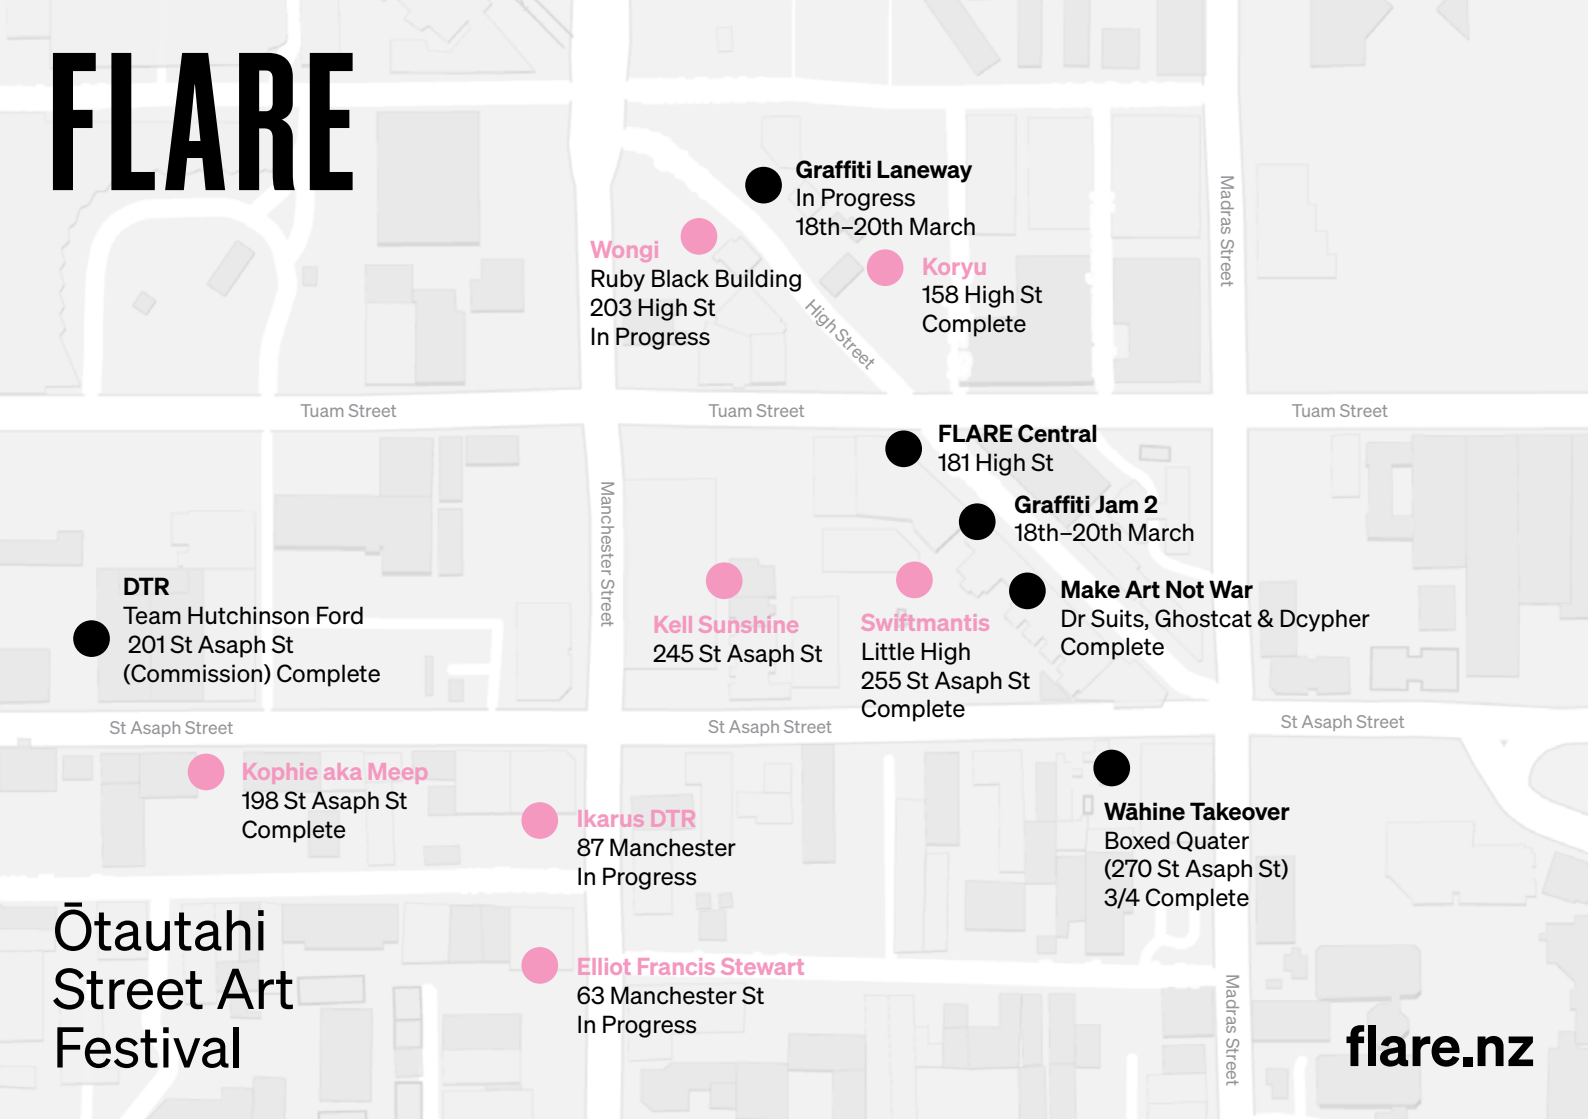 FLARE
Graffiti Laneway
In Progress
18th–20th March
Wongi
Ruby Black Building
203 High St
In Progress
Koryu
158 High St
Complete
Madras Street
High Street
Tuam Street
Tuam Street
Tuam Street
FLARE Central
181 High St
Graffiti Jam 2
18th–20th March
Manchester Street
DTR
Team Hutchinson Ford
201 St Asaph St
(Commission) Complete
Kell Sunshine
245 St Asaph St
Swiftmantis
Little High
255 St Asaph St
Complete
Make Art Not War
Dr Suits, Ghostcat & Dcypher
Complete
St Asaph Street
St Asaph Street
St Asaph Street
Kophie aka Meep
198 St Asaph St
Complete
Ikarus DTR
87 Manchester
In Progress
Wāhine Takeover
Boxed Quater
(270 St Asaph St)
3/4 Complete
Elliot Francis Stewart
63 Manchester St
In Progress
Madras Street
Ōtautahi
Street Art
Festival
flare.nz